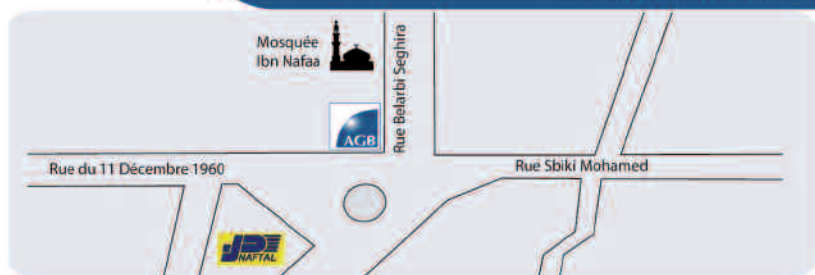 Mosquée
Ibn Nafaa
Rue Belarbi Seghira
AGB
Rue du 11 Décembre 1960
Rue Sbiki Mohamed
NAFTAL